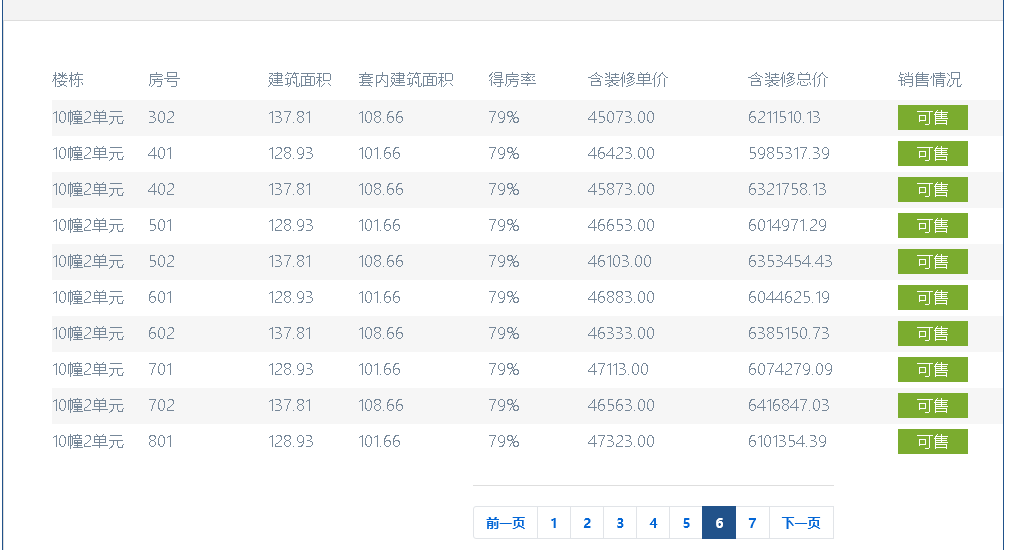 楼栋 房号 建筑面积 套内建筑面积 得房率 含装修单价 含装修总价 销售情况
10幢2单元 302 137.81 108.66 79% 45073.00 6211510.13 可售
10幢2单元 401 128.93 101.66 79% 46423.00 5985317.39 可售
10幢2单元 402 137.81 108.66 79% 45873.00 6321758.13 可售
10幢2单元 501 128.93 101.66 79% 46653.00 6014971.29 可售
10幢2单元 502 137.81 108.66 79% 46103.00 6353454.43 可售
10幢2单元 601 128.93 101.66 79% 46883.00 6044625.19 可售
10幢2单元 602 137.81 108.66 79% 46333.00 6385150.73 可售
10幢2单元 701 128.93 101.66 79% 47113.00 6074279.09 可售
10幢2单元 702 137.81 108.66 79% 46563.00 6416847.03 可售
10幢2单元 801 128.93 101.66 79% 47323.00 6101354.39 可售
前一页 1 2 3 4 5 6 7 下一页